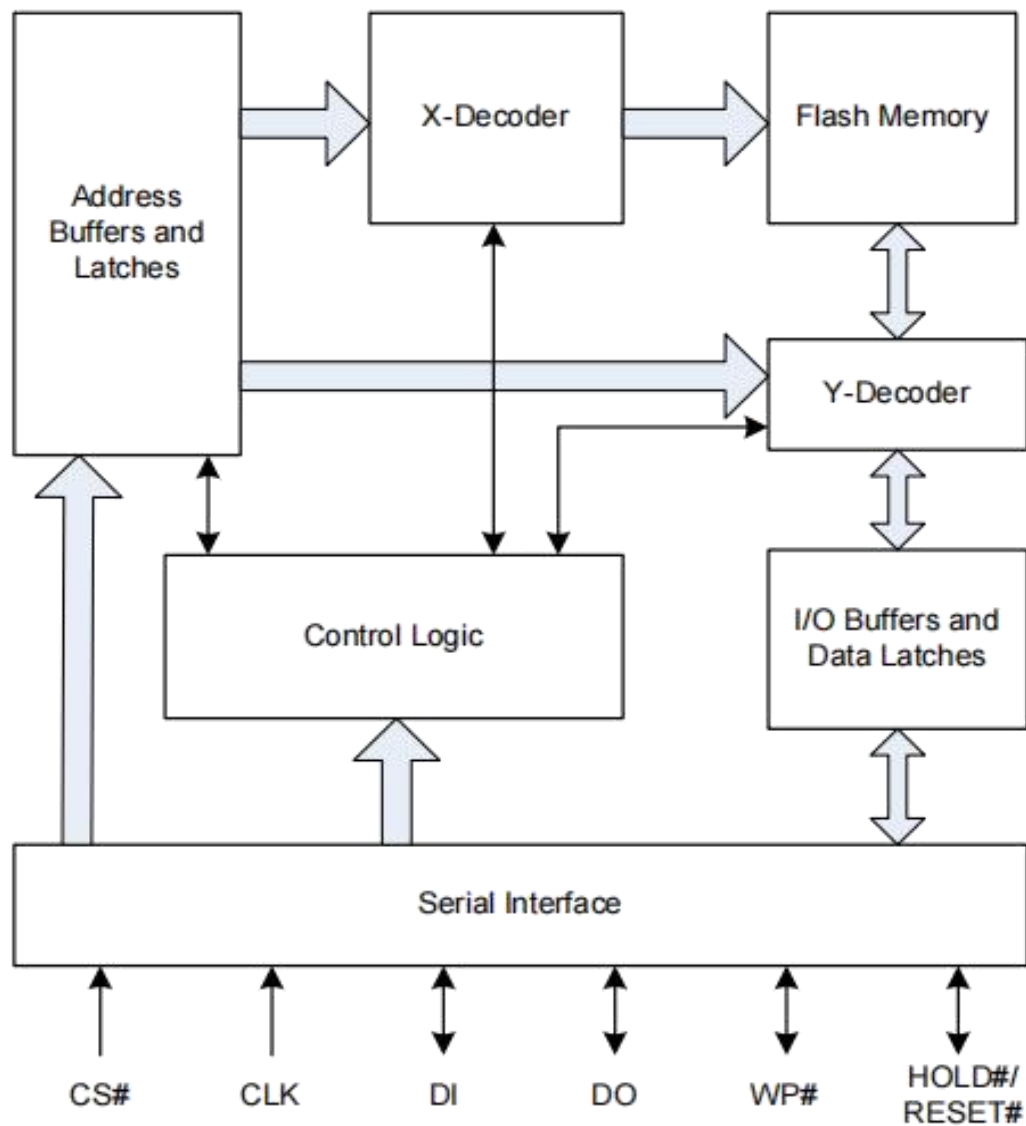 X-Decoder
Flash Memory
Address
Buffers and
Latches
Y-Decoder
Control Logic
I/O Buffers and
Data Latches
Serial Interface
CS#
CLK
DI
DO
WP#
HOLD#/
RESET#